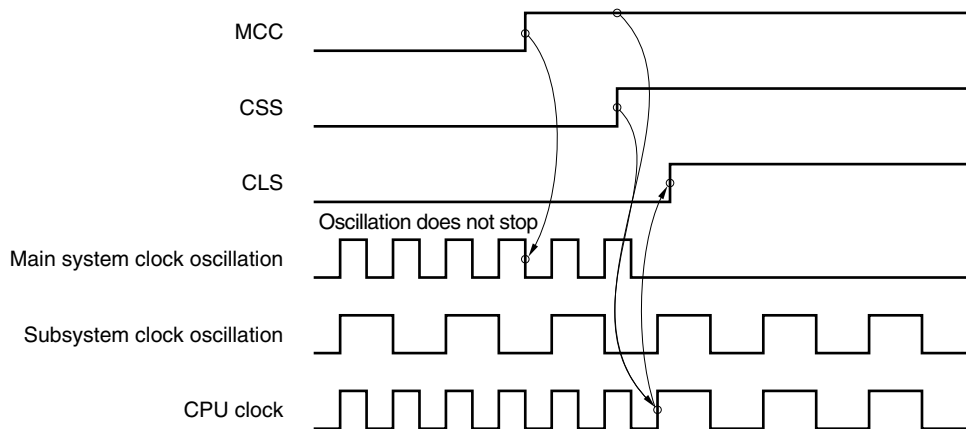 MCC
CSS
CLS
Oscillation does not stop
Main system clock oscillation
Subsystem clock oscillation
CPU clock